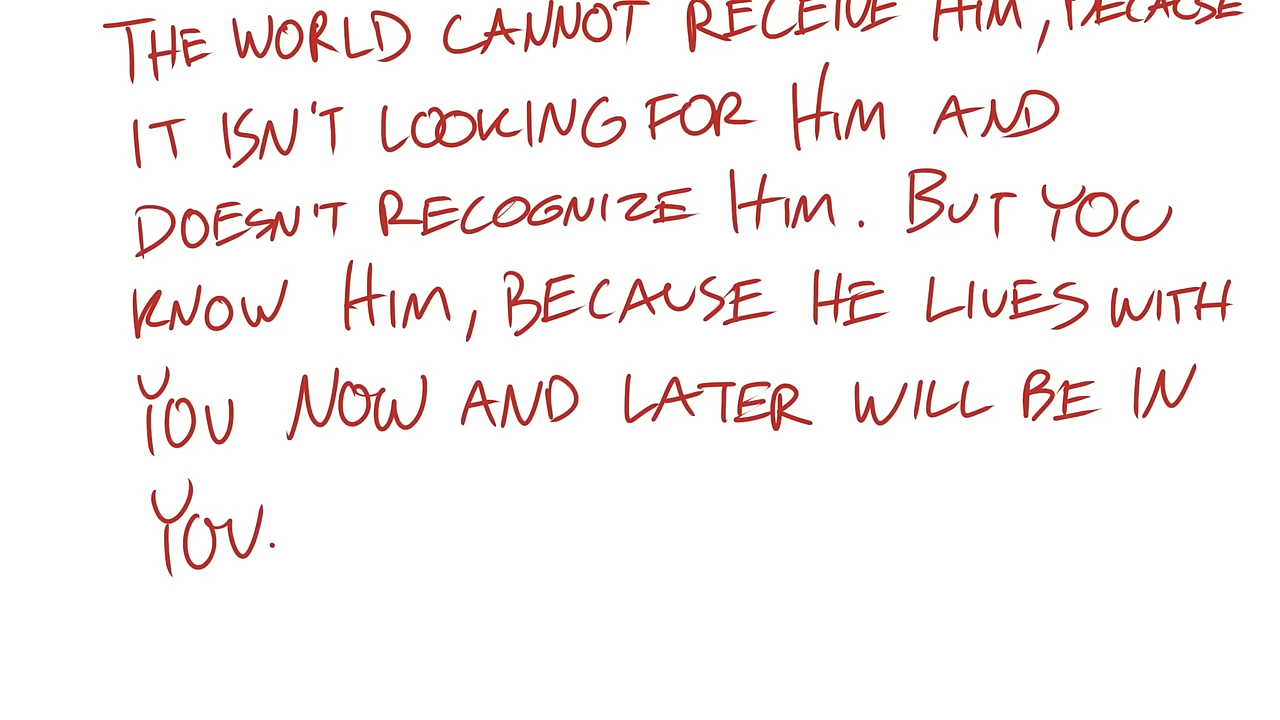 THE WORLD CANNOT RECEIVE HIM, BECAUSE
IT ISN'T LOOKING FOR HIM AND
DOESN'T RECOGNIZE HIM. BUT YOU
KNOW HIM, BECAUSE HE LIVES WITH
YOU NOW AND LATER WILL BE IN
YOU.